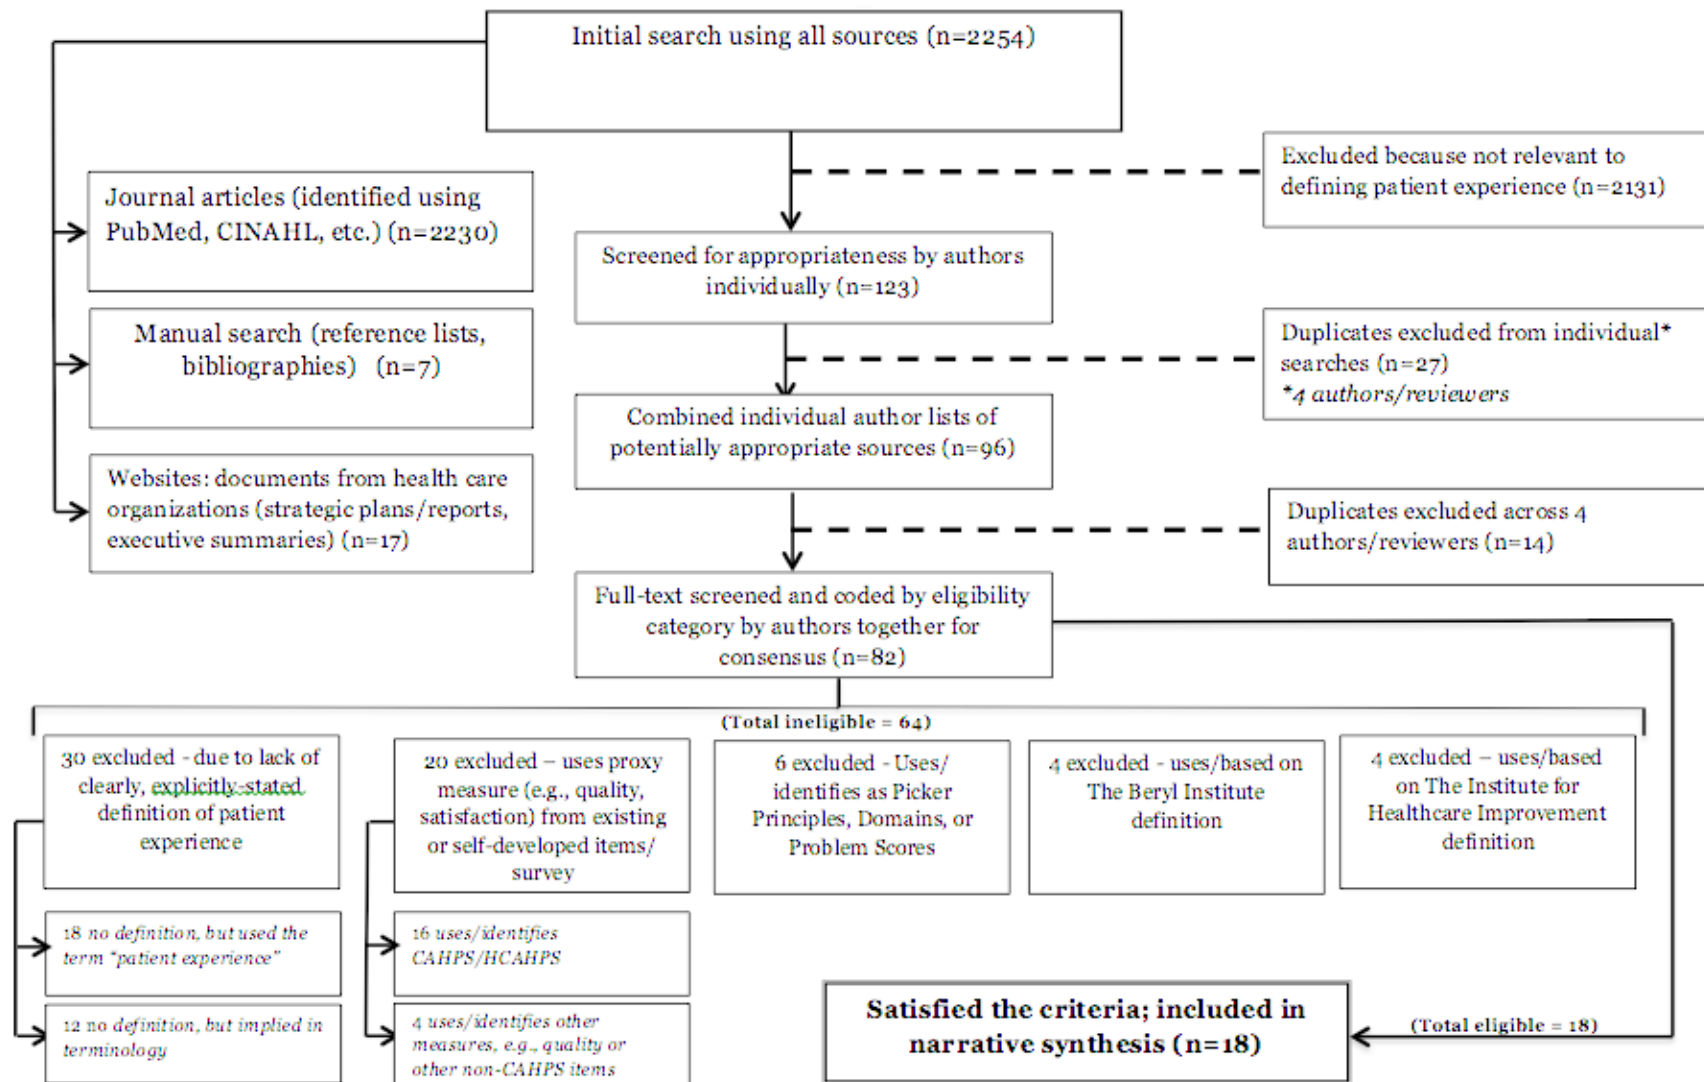 Initial search using all sources (n=2254)
Excluded because not relevant to
defining patient experience (n=2131)
Journal articles (identified using
PubMed, CINAHL, etc.) (n=2230)
Screened for appropriateness by authors
individually (n=123)
Manual search (reference lists,
bibliographies) (n=7)
Duplicates excluded from individual*
searches (n=27)
*4 authors/reviewers
Combined individual author lists of
potentially appropriate sources (n=96)
Websites: documents from health care
organizations (strategic plans/reports,
executive summaries) (n=17)
Duplicates excluded across 4
authors/reviewers (n=14)
Full-text screened and coded by eligibility
category by authors together for
consensus (n=82)
(Total ineligible = 64)
30 excluded - due to lack of
clearly, explicitly-stated
definition of patient
experience
20 excluded – uses proxy
measure (e.g., quality,
satisfaction) from existing
or self-developed items/
survey
6 excluded - Uses/
identifies as Picker
Principles, Domains, or
Problem Scores
4 excluded - uses/based on
The Beryl Institute
definition
4 excluded – uses/based
on The Institute for
Healthcare Improvement
definition
18 no definition, but used the
term "patient experience"
12 no definition, but implied in
terminology
16 uses/identifies
CAHPS/HCAHPS
4 uses/identifies other
measures, e.g., quality or
other non-CAHPS items
Satisfied the criteria; included in
narrative synthesis (n=18)
(Total eligible = 18)